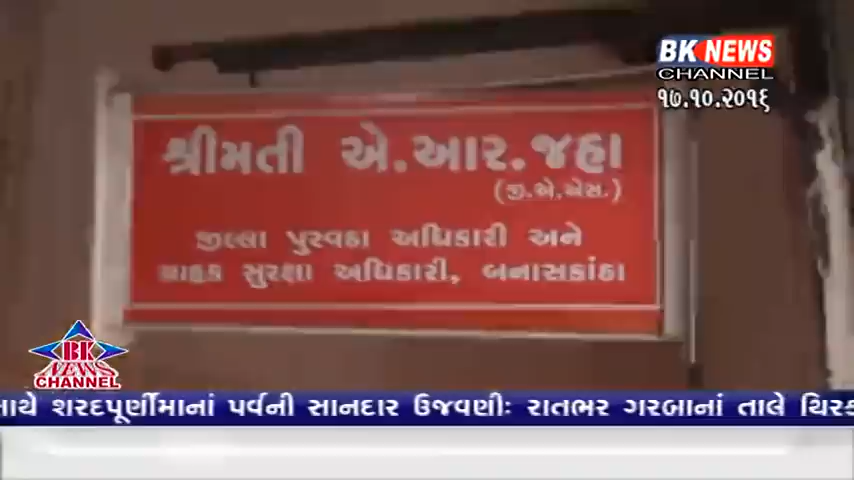 BK NEWS
CHANNEL
૧૭.૧૦.૨૦૧૬
શ્રીમતી એ.આર.જહા
(જી.એ.એસ.)
જીલ્લા પુરવઠા અધિકારી અને
ગ્રાહક સુરક્ષા અધિકારી, બનાસકાંઠા
BK
NEWS
CHANNEL
સાથે શરદપૂર્ણીમાનાં પર્વની સાનદાર ઉજવણીઃ રાતભર ગરબાનાં તાલે